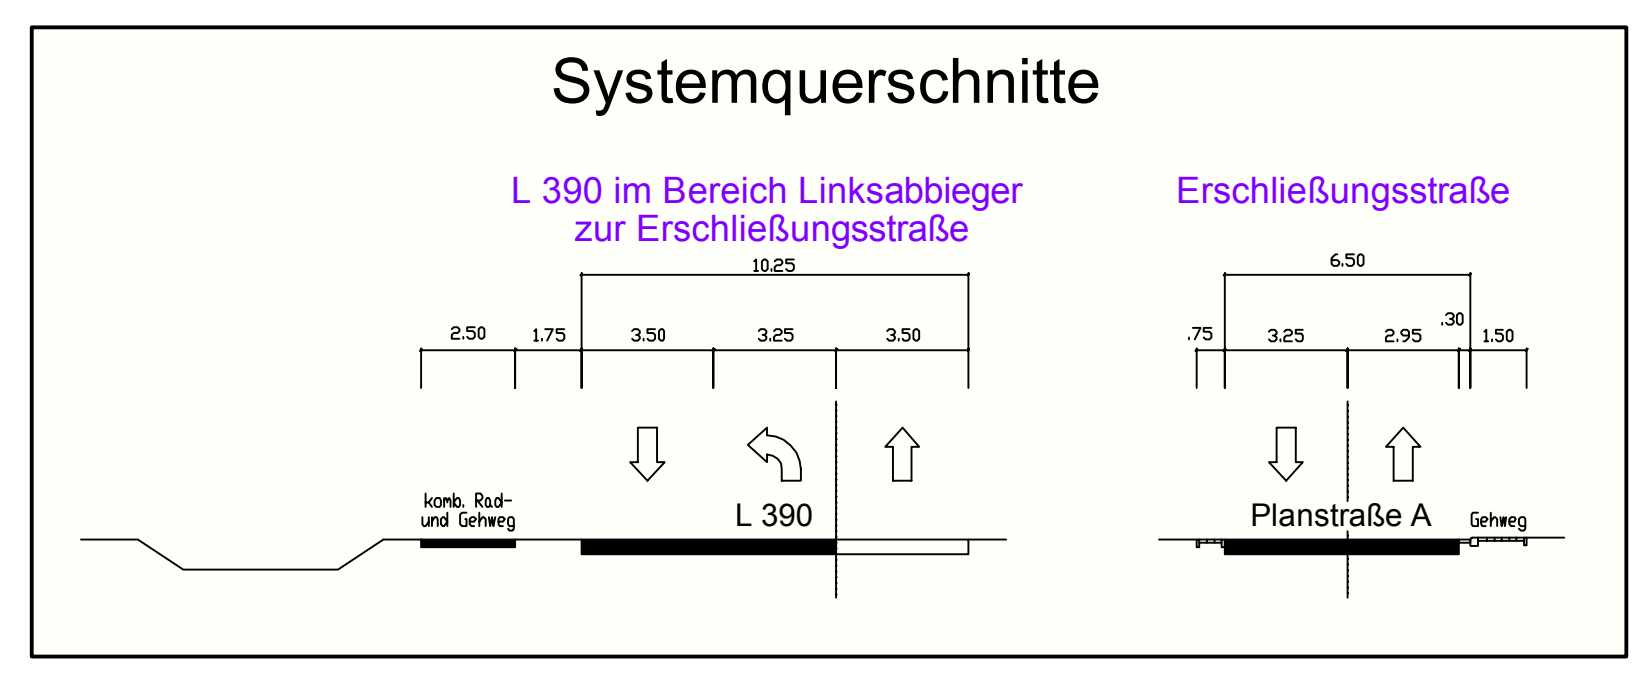 Systemquerschnitte
L 390 im Bereich Linksabbieger
zur Erschließungsstraße
10.25
2.50 1.75 3.50 3.25 3.50
komb. Rad-
und Gehweg
L 390
Erschließungsstraße
6.50
.75 3.25 2.95 .30 1.50
Planstraße A
Gehweg